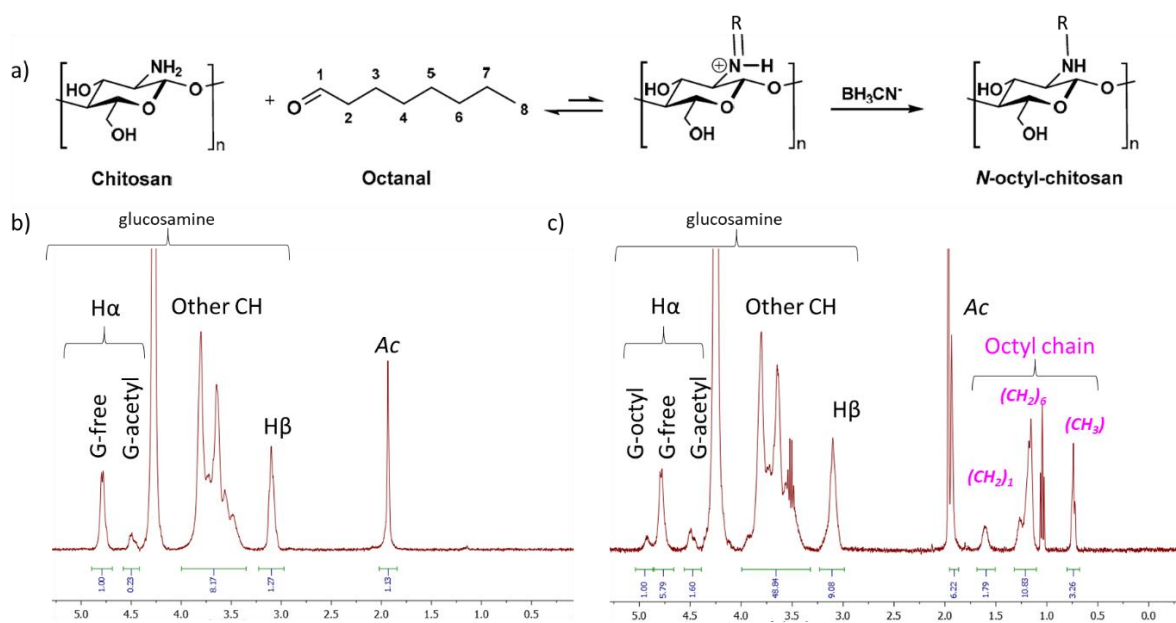 a)
HO
NH₂
O
O
OH
n
Chitosan
+
1
3
5
7
O
2
4
6
8
Octanal
R
⊕N-H
HO
O
O
OH
n
BH₃CN⁻
R
NH
HO
O
O
OH
n
N-octyl-chitosan
b)
glucosamine
Hα
Other CH
G-free
G-acetyl
Hβ
Ac
1.00
0.23
8.17
1.27
1.13
5.0 4.5 4.0 3.5 3.0 2.5 2.0 1.5 1.0 0.5
c)
glucosamine
Hα
Other CH
G-octyl
G-free
G-acetyl
Hβ
Ac
Octyl chain
(CH2)6
(CH3)
(CH2)1
1.00
5.79
1.60
48.84
9.08
6.22
1.79
10.83
3.26
5.0 4.5 4.0 3.5 3.0 2.5 2.0 1.5 1.0 0.5 0.0